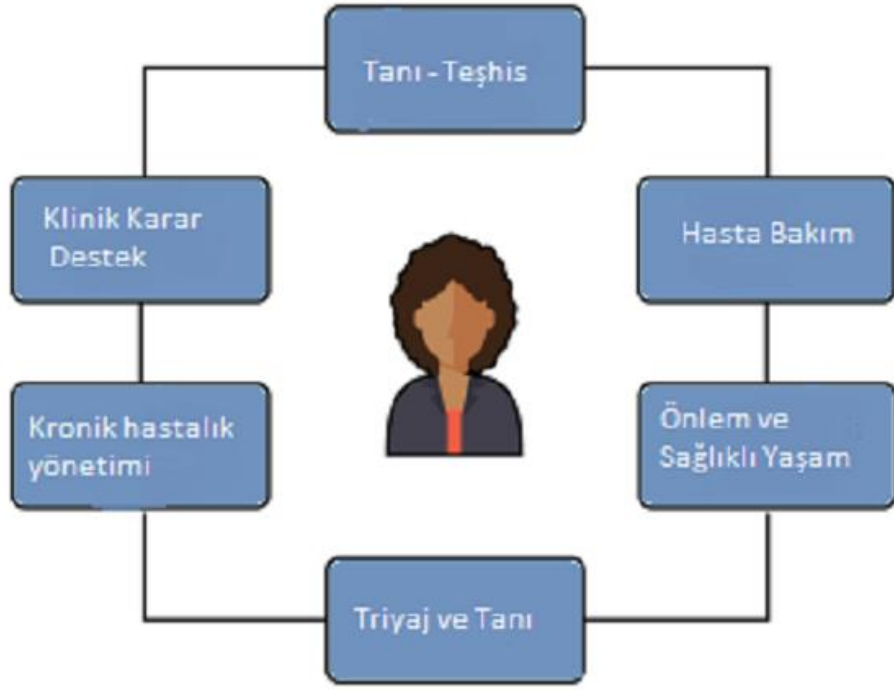 Tanı - Teşhis
Klinik Karar
Destek
Hasta Bakım
Kronik hastalık
yönetimi
Önlem ve
Sağlıklı Yaşam
Triyaj ve Tanı